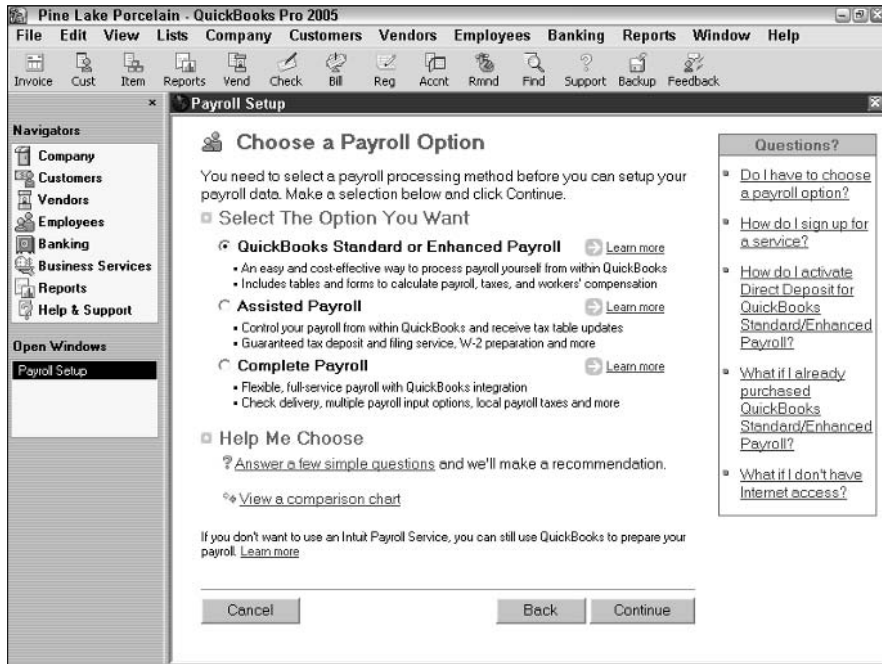 Pine Lake Porcelain - QuickBooks Pro 2005
File Edit View Lists Company Customers Vendors Employees Banking Reports Window Help
Invoice Cust Item Reports Vend Check Bill Reg Accnt Rmnd Find Support Backup Feedback
Navigators
Company
Customers
Vendors
Employees
Banking
Business Services
Reports
Help & Support
Open Windows
Payroll Setup
Payroll Setup
Choose a Payroll Option
You need to select a payroll processing method before you can setup your
payroll data. Make a selection below and click Continue.
Select The Option You Want
QuickBooks Standard or Enhanced Payroll Learn more
• An easy and cost-effective way to process payroll yourself from within QuickBooks
• Includes tables and forms to calculate payroll, taxes, and workers' compensation
Assisted Payroll Learn more
• Control your payroll from within QuickBooks and receive tax table updates
• Guaranteed tax deposit and filing service, W-2 preparation and more
Complete Payroll Learn more
• Flexible, full-service payroll with QuickBooks integration
• Check delivery, multiple payroll input options, local payroll taxes and more
Help Me Choose
? Answer a few simple questions and we'll make a recommendation.
View a comparison chart
If you don't want to use an Intuit Payroll Service, you can still use QuickBooks to prepare your
payroll. Learn more
Cancel Back Continue
Questions?
Do I have to choose
a payroll option?
How do I sign up for
a service?
How do I activate
Direct Deposit for
QuickBooks
Standard/Enhanced
Payroll?
What if I already
purchased
QuickBooks
Standard/Enhanced
Payroll?
What if I don't have
Internet access?